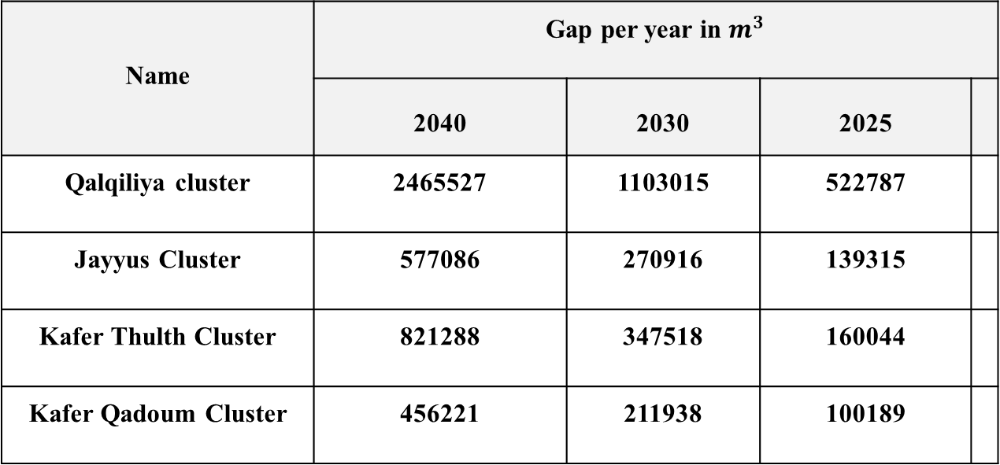 Name
Gap per year in m³
2040 2030 2025
Qalqiliya cluster 2465527 1103015 522787
Jayyus Cluster 577086 270916 139315
Kafer Thulth Cluster 821288 347518 160044
Kafer Qadoum Cluster 456221 211938 100189